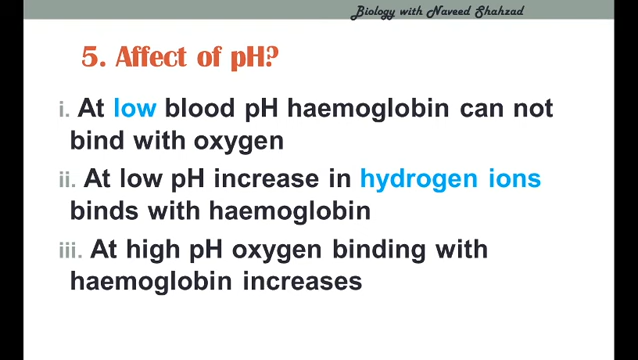 Biology with Naveed Shahzad
5. Affect of pH?
i. At low blood pH haemoglobin can not
bind with oxygen
ii. At low pH increase in hydrogen ions
binds with haemoglobin
iii. At high pH oxygen binding with
haemoglobin increases